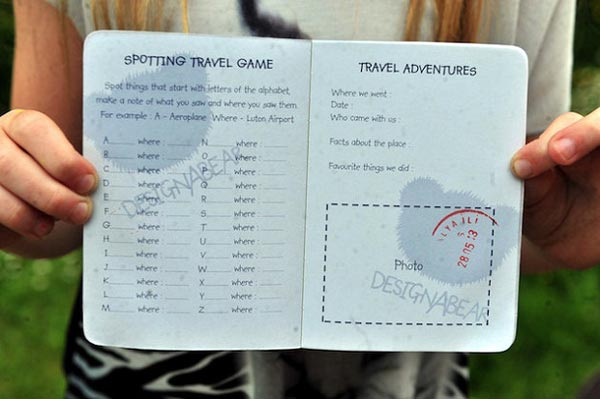 SPOTTING TRAVEL GAME
Spot things that start with letters of the alphabet,
make a note of what you saw and where you saw them.
For example : A - Aeroplane Where - Luton Airport
A where : N where :
B where : O where :
C where : P where :
D where : Q where :
E where : R where :
F where : S where :
G where : T where :
H where : U where :
I where : V where :
J where : W where :
K where : X where :
L where : Y where :
M where : Z where :
DESIGNABEAR
TRAVEL ADVENTURES
Where we went :
Date :
Who came with us :
Facts about the place :
Favourite things we did :
Photo
DESIGNABEAR